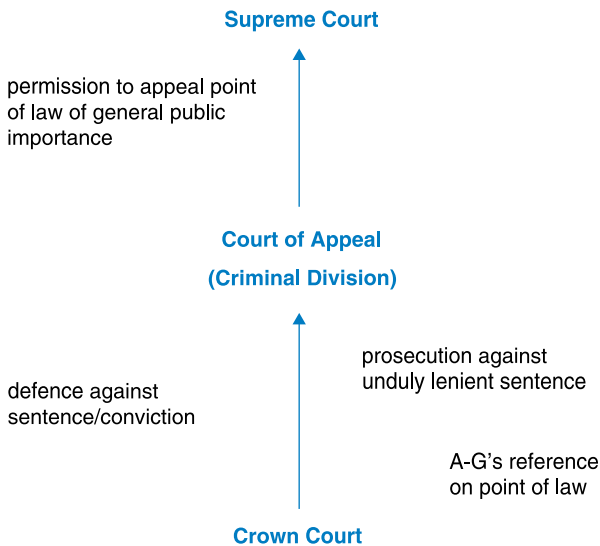 Supreme Court
permission to appeal point
of law of general public
importance
Court of Appeal
(Criminal Division)
prosecution against
unduly lenient sentence
defence against
sentence/conviction
A-G's reference
on point of law
Crown Court